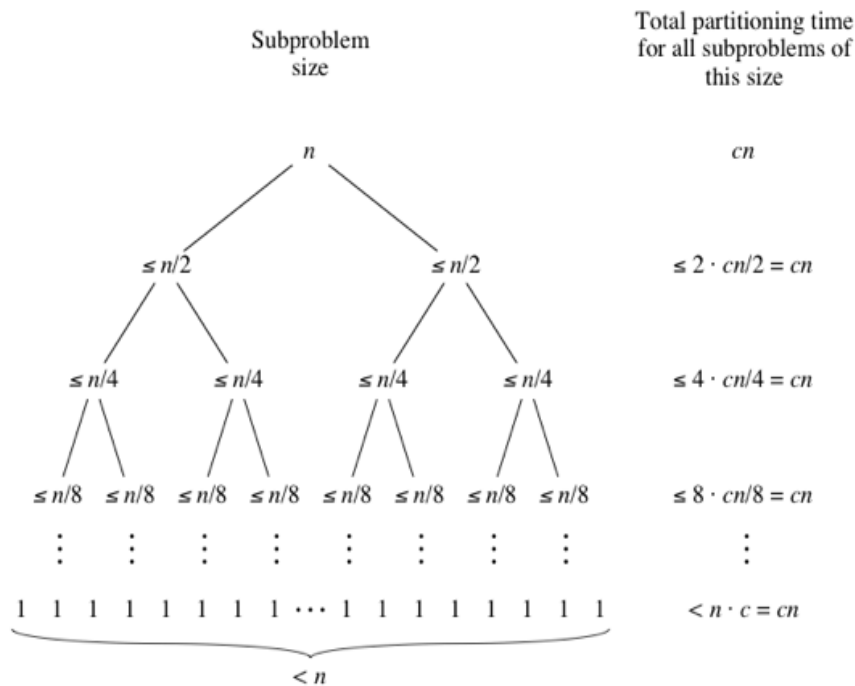 Subproblem
size
Total partitioning time
for all subproblems of
this size
n cn
≤ n/2 ≤ n/2 ≤ 2 · cn/2 = cn
≤ n/4 ≤ n/4 ≤ n/4 ≤ n/4 ≤ 4 · cn/4 = cn
≤ n/8 ≤ n/8 ≤ n/8 ≤ n/8 ≤ n/8 ≤ n/8 ≤ n/8 ≤ n/8 ≤ 8 · cn/8 = cn
⋮ ⋮ ⋮ ⋮ ⋮ ⋮ ⋮ ⋮ ⋮
1 1 1 1 1 1 1 1 ··· 1 1 1 1 1 1 1 1 < n · c = cn
< n